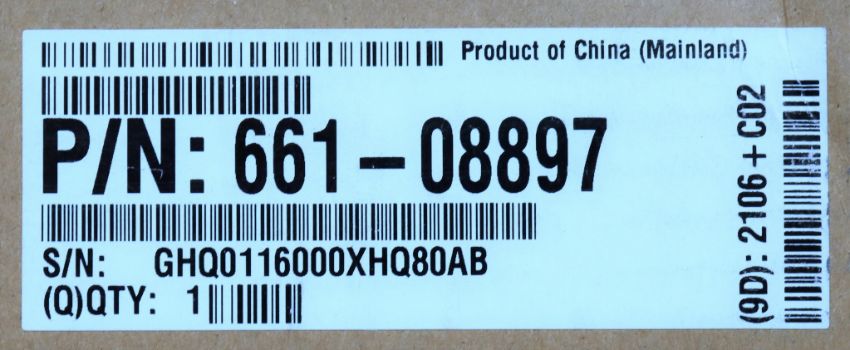 Product of China (Mainland)
P/N: 661-08897
S/N: GHQ0116000XHQ80AB
(Q)QTY: 1
(9D): 2106+C02